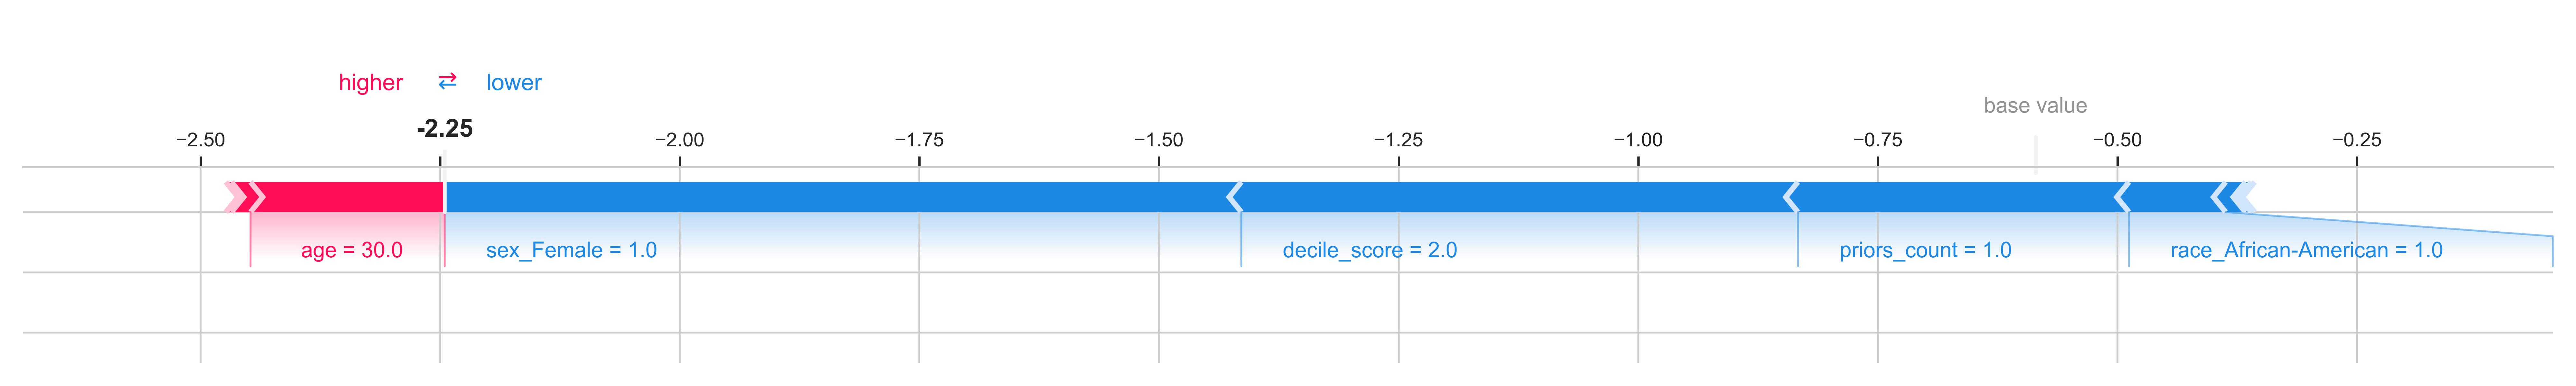 higher ⇄ lower
base value
-2.25
−2.50 −2.00 −1.75 −1.50 −1.25 −1.00 −0.75 −0.50 −0.25
age = 30.0 sex_Female = 1.0 decile_score = 2.0 priors_count = 1.0 race_African-American = 1.0